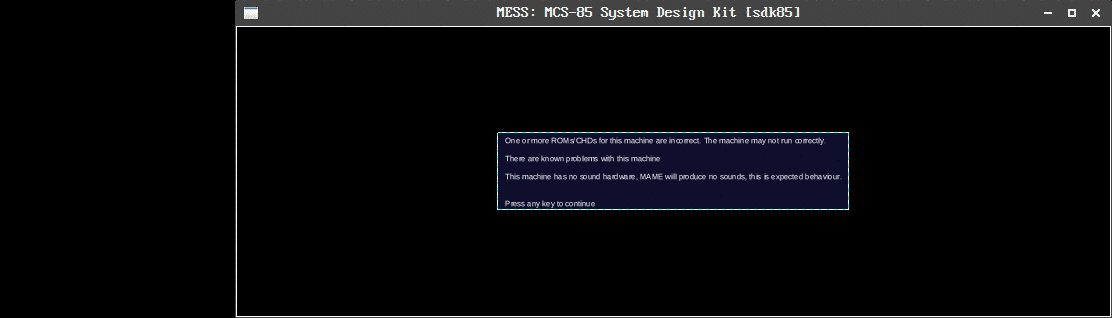 MESS: MCS-85 System Design Kit [sdk85]
One or more ROMs/CHDs for this machine are incorrect. The machine may not run correctly.
There are known problems with this machine
This machine has no sound hardware, MAME will produce no sounds, this is expected behaviour.
Press any key to continue